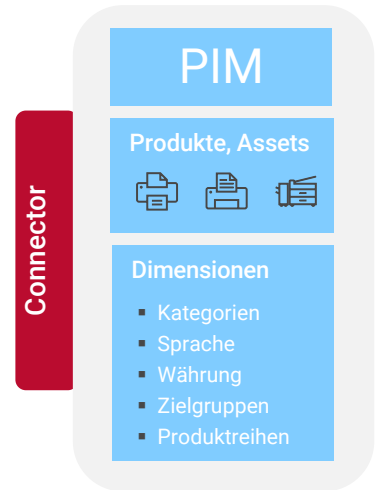 PIM
Produkte, Assets
Connector
Dimensionen
Kategorien
Sprache
Währung
Zielgruppen
Produktreihen